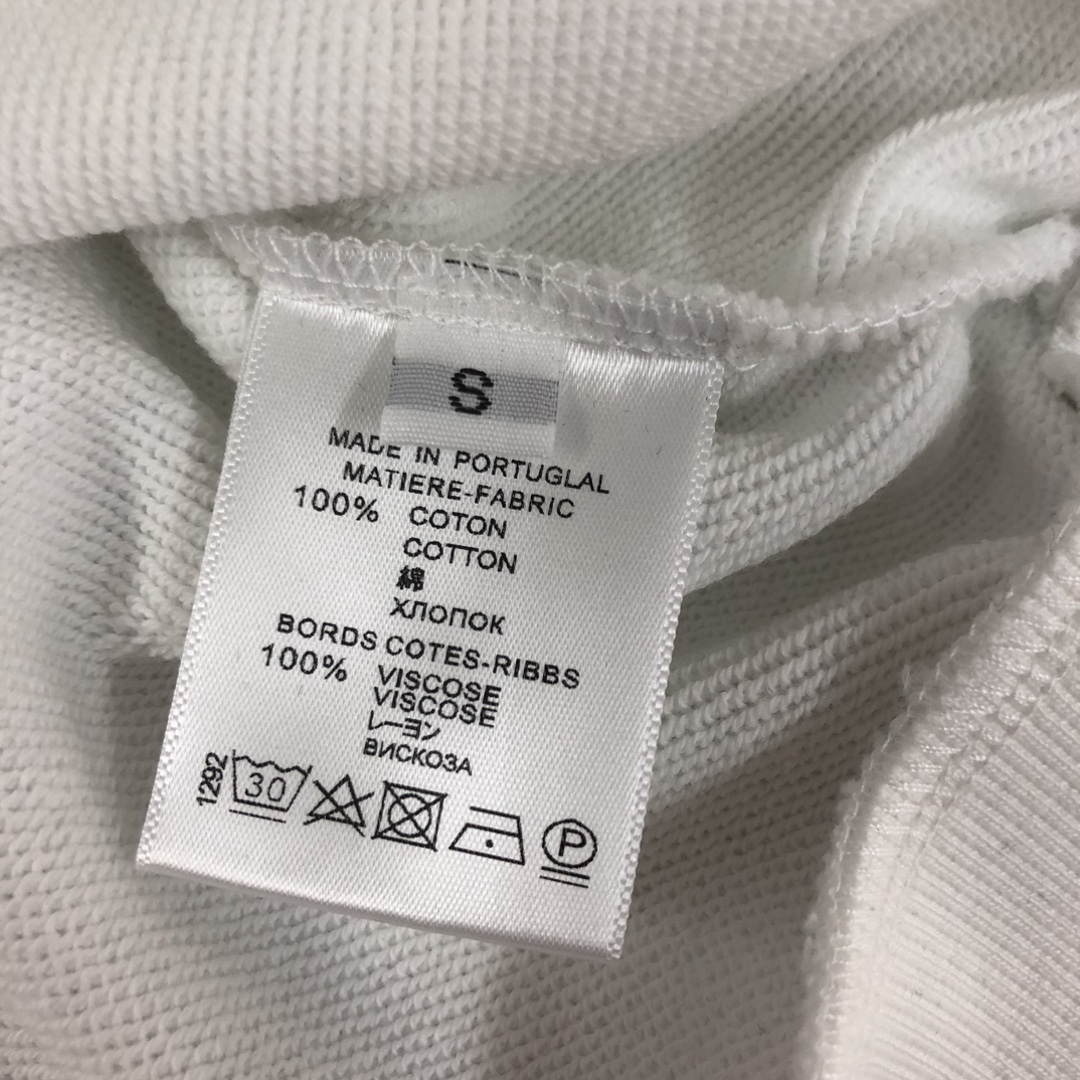 S
MADE IN PORTUGLAL
MATIERE-FABRIC
100% COTON
COTTON
綿
ХЛОПОК
BORDS COTES-RIBBS
100% VISCOSE
VISCOSE
レーヨン
ВИСКОЗА
1292
30
P